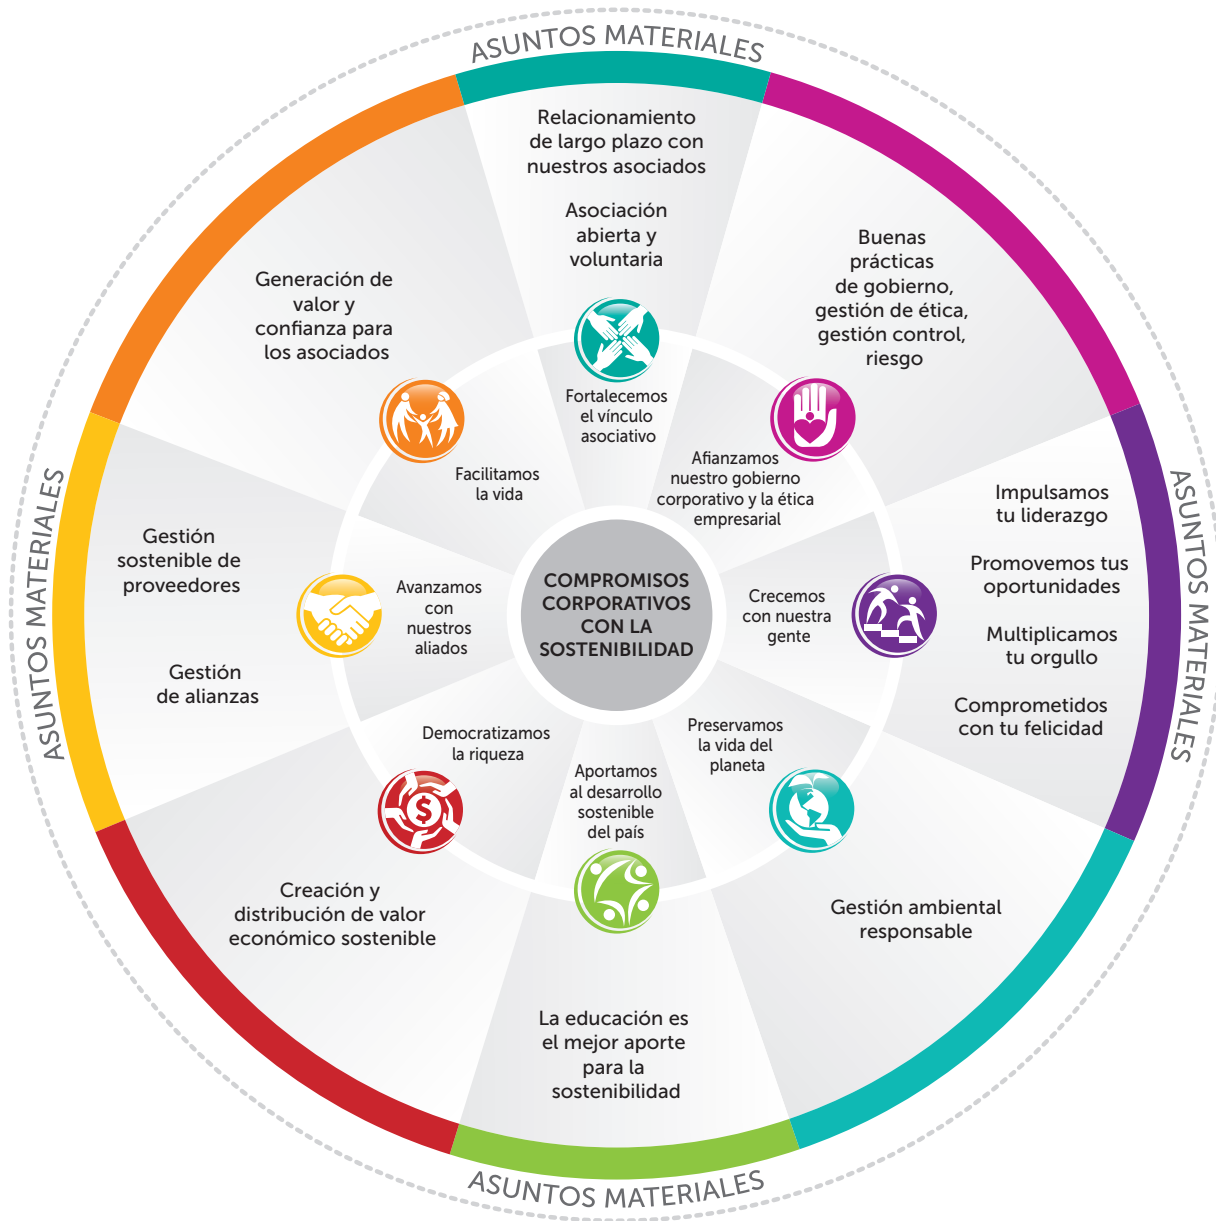 ASUNTOS MATERIALES
Relacionamiento
de largo plazo con
nuestros asociados
Asociación
abierta y
voluntaria
Fortalecemos
el vínculo
asociativo
Buenas
prácticas
de gobierno,
gestión de ética,
gestión control,
riesgo
Afianzamos
nuestro gobierno
corporativo y la ética
empresarial
ASUNTOS MATERIALES
Impulsamos
tu liderazgo
Promovemos tus
oportunidades
Multiplicamos
tu orgullo
Comprometidos
con tu felicidad
Crecemos
con nuestra
gente
Preservamos
la vida del
planeta
Gestión ambiental
responsable
Aportamos
al desarrollo
sostenible
del país
$
La educación es
el mejor aporte
para la
sostenibilidad
ASUNTOS MATERIALES
Democratizamos
la riqueza
Creación y
distribución de valor
económico sostenible
Avanzamos
con
nuestros
aliados
Gestión
sostenible de
proveedores
Gestión
de alianzas
ASUNTOS MATERIALES
Facilitamos
la vida
Generación de
valor y
confianza para
los asociados
COMPROMISOS
CORPORATIVOS
CON LA
SOSTENIBILIDAD